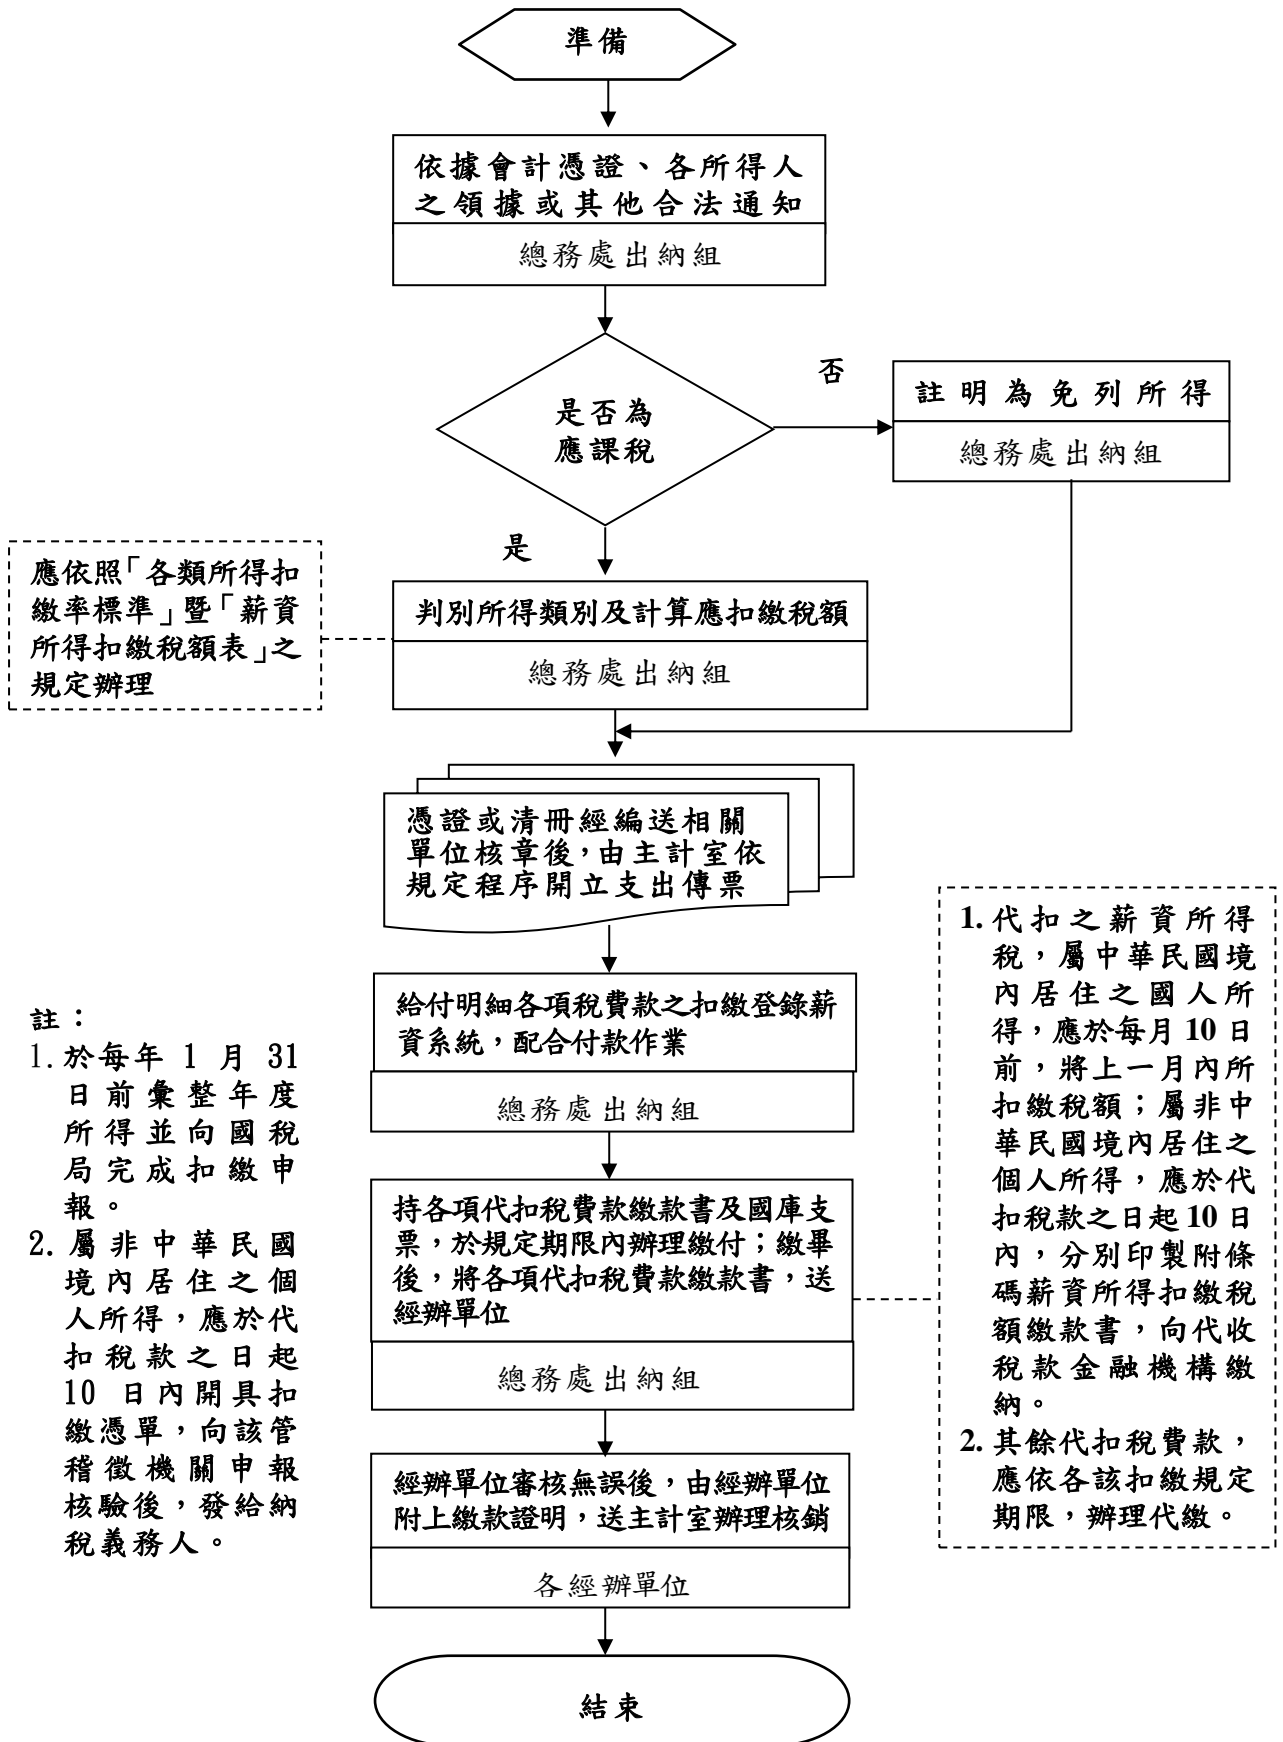 準備
依據會計憑證、各所得人
之領據或其他合法通知
總務處出納組
是否為
應課稅
否
註明為免列所得
總務處出納組
是
應依照「各類所得扣
繳率標準」暨「薪資
所得扣繳稅額表」之
規定辦理
判別所得類別及計算應扣繳稅額
總務處出納組
憑證或清冊經編送相關
單位核章後，由主計室依
規定程序開立支出傳票
給付明細各項稅費款之扣繳登錄薪
資系統，配合付款作業
總務處出納組
持各項代扣稅費款繳款書及國庫支
票，於規定期限內辦理繳付；繳畢
後，將各項代扣稅費款繳款書，送
經辦單位
總務處出納組
1. 代扣之薪資所得
稅，屬中華民國境
內居住之國人所
得，應於每月 10 日
前，將上一月內所
扣繳稅額；屬非中
華民國境內居住之
個人所得，應於代
扣稅款之日起 10 日
內，分別印製附條
碼薪資所得扣繳稅
額繳款書，向代收
稅款金融機構繳
納。
2. 其餘代扣稅費款，
應依各該扣繳規定
期限，辦理代繳。
註：
1. 於每年 1 月 31
日前彙整年度
所得並向國稅
局完成扣繳申
報。
2. 屬非中華民國
境內居住之個
人所得，應於代
扣稅款之日起
10 日內開具扣
繳憑單，向該管
稽徵機關申報
核驗後，發給納
稅義務人。
經辦單位審核無誤後，由經辦單位
附上繳款證明，送主計室辦理核銷
各經辦單位
結束